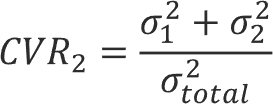 CVR₂ = (σ₁² + σ₂²) / σ²ₜₒₜₐₗ